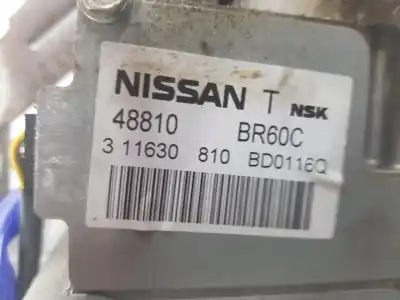 NISSAN T NSK
48810 BR60C
3 11630 810 BD0116Q